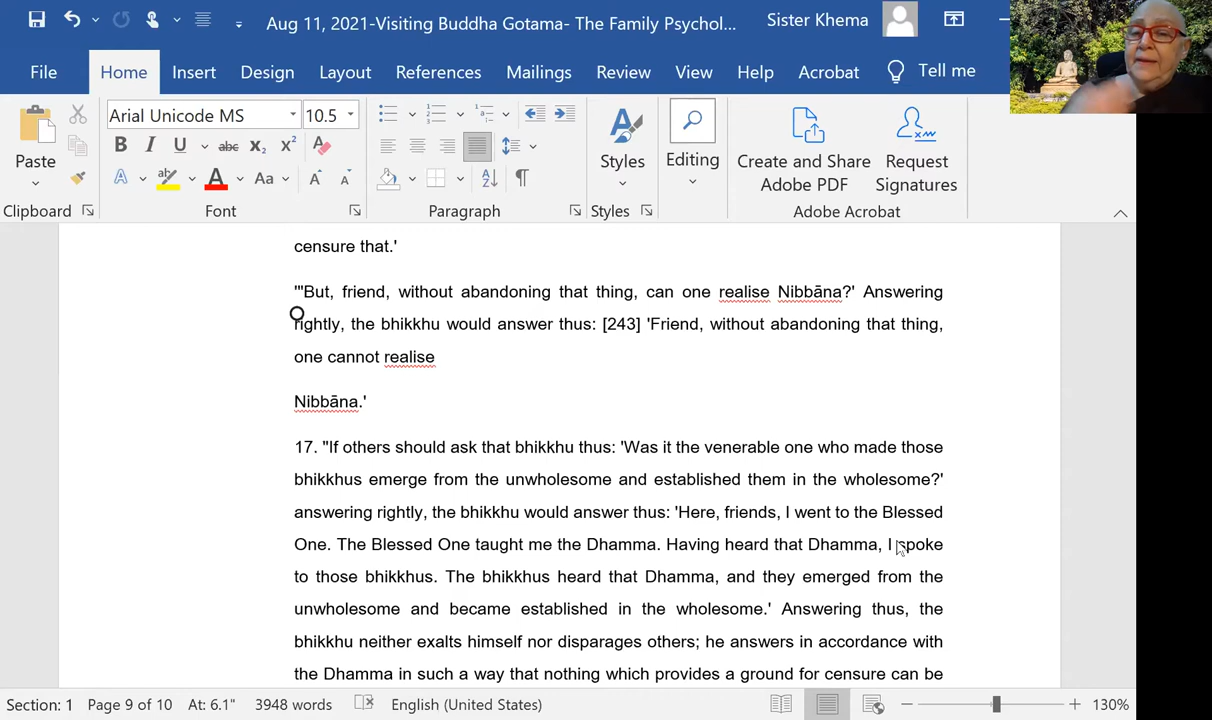 Aug 11, 2021-Visiting Buddha Gotama- The Family Psychol...
Sister Khema
File Home Insert Design Layout References Mailings Review View Help Acrobat Tell me
Arial Unicode MS 10.5
Paste
B I U abc x₂ x²
A ab A Aa A A
Styles
Editing
Create and Share Adobe PDF
Request Signatures
Clipboard Font Paragraph Styles Adobe Acrobat
censure that.'
"'But, friend, without abandoning that thing, can one realise Nibbāna?' Answering
rightly, the bhikkhu would answer thus: [243] 'Friend, without abandoning that thing,
one cannot realise
Nibbāna.'
17. "If others should ask that bhikkhu thus: 'Was it the venerable one who made those
bhikkhus emerge from the unwholesome and established them in the wholesome?'
answering rightly, the bhikkhu would answer thus: 'Here, friends, I went to the Blessed
One. The Blessed One taught me the Dhamma. Having heard that Dhamma, I spoke
to those bhikkhus. The bhikkhus heard that Dhamma, and they emerged from the
unwholesome and became established in the wholesome.' Answering thus, the
bhikkhu neither exalts himself nor disparages others; he answers in accordance with
the Dhamma in such a way that nothing which provides a ground for censure can be
Section: 1 Page 9 of 10 At: 6.1" 3948 words English (United States) 130%